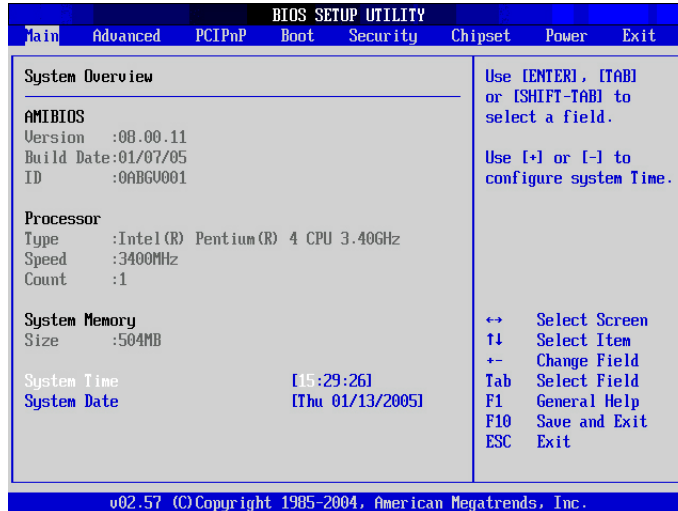 BIOS SETUP UTILITY
Main Advanced PCIPnP Boot Security Chipset Power Exit
System Overview
AMIBIOS
Version :08.00.11
Build Date:01/07/05
ID :0ABGV001
Processor
Type :Intel(R) Pentium(R) 4 CPU 3.40GHz
Speed :3400MHz
Count :1
System Memory
Size :504MB
System Time [15:29:26]
System Date [Thu 01/13/2005]
Use [ENTER], [TAB]
or [SHIFT-TAB] to
select a field.
Use [+] or [-] to
configure system Time.
↔ Select Screen
↑↓ Select Item
+- Change Field
Tab Select Field
F1 General Help
F10 Save and Exit
ESC Exit
v02.57 (C)Copyright 1985-2004, American Megatrends, Inc.